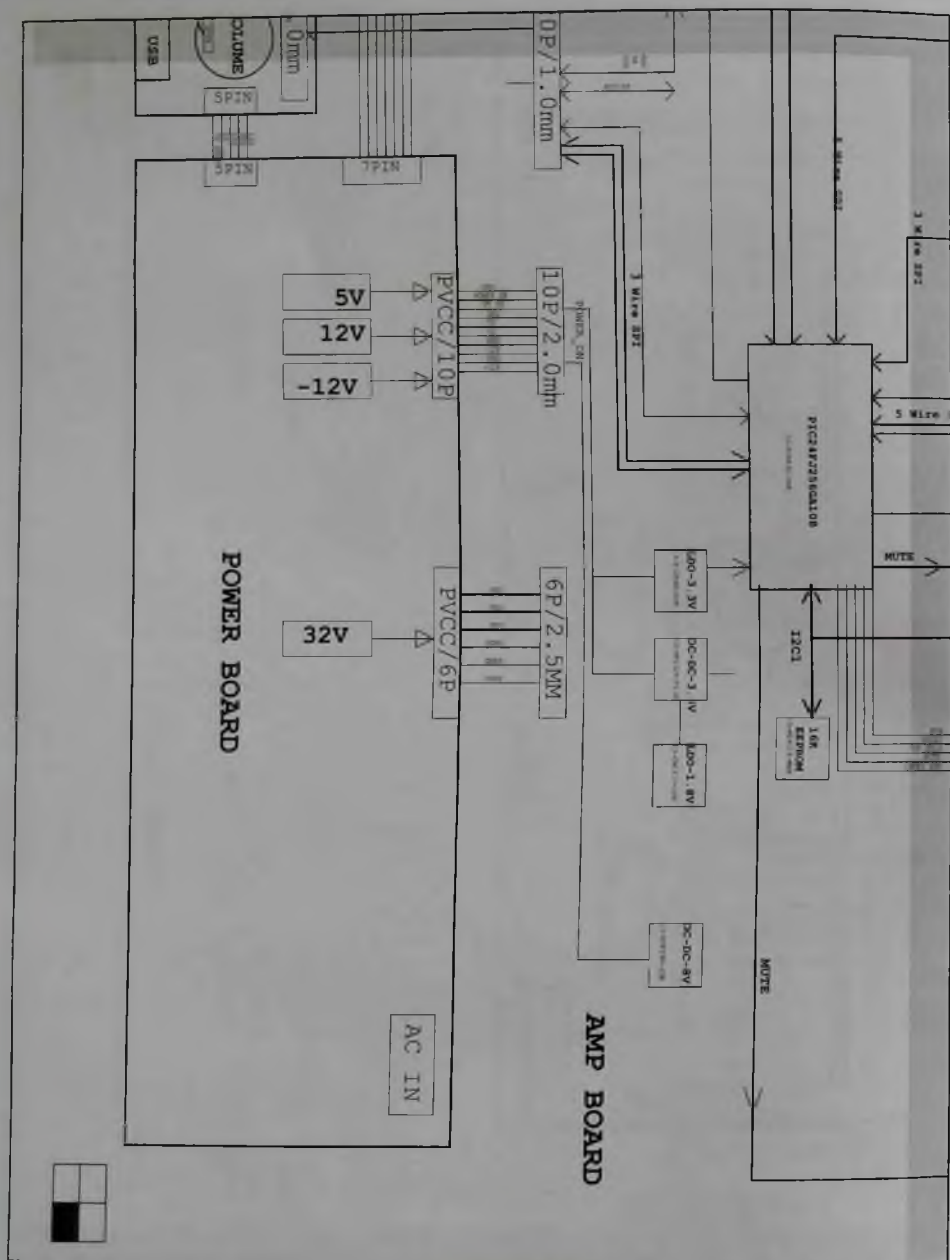 USB
OLUME
0mm
5PIN
5PIN
7PIN
0P/1.0mm
3 Wire SPI
3 Wire SPI
5V
12V
-12V
PVCC/10P
10P/2.0mm
POWER_ON
PIC24FJ256GA108
5 Wire
MUTE
POWER BOARD
32V
PVCC/6P
6P/2.5MM
LDO-3.3V
DC-DC-3.3V
LDO-1.8V
I2C1
16K
EEPROM
DC-DC-8V
MUTE
AC IN
AMP BOARD